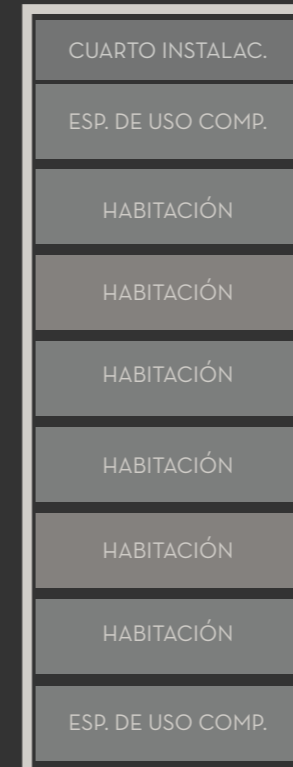 CUARTO INSTALAC.
ESP. DE USO COMP.
HABITACIÓN
HABITACIÓN
HABITACIÓN
HABITACIÓN
HABITACIÓN
HABITACIÓN
ESP. DE USO COMP.